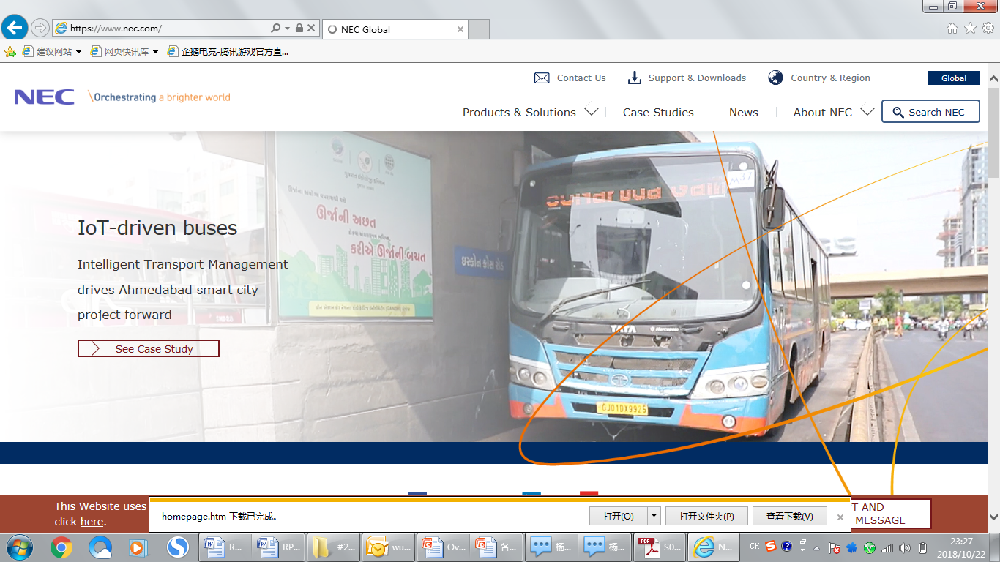 https://www.nec.com/
NEC Global
建议网站
网页快讯库
企鹅电竞-腾讯游戏官方直...
Contact Us
Support & Downloads
Country & Region
Global
NEC
\Orchestrating a brighter world
Products & Solutions
Case Studies
News
About NEC
Search NEC
ઊર્જાની બચત
કરીએ ઊર્જાની બચત
M 37
IoT-driven buses
Intelligent Transport Management
drives Ahmedabad smart city
project forward
See Case Study
TATA
GJ01DX9925
This Website uses
click here.
T AND
MESSAGE
homepage.htm 下载已完成。
打开(O)
打开文件夹(P)
查看下载(V)
R...
RP...
#2...
wu...
Ov...
各...
杨...
杨...
S0...
N...
CH
23:27
2018/10/22